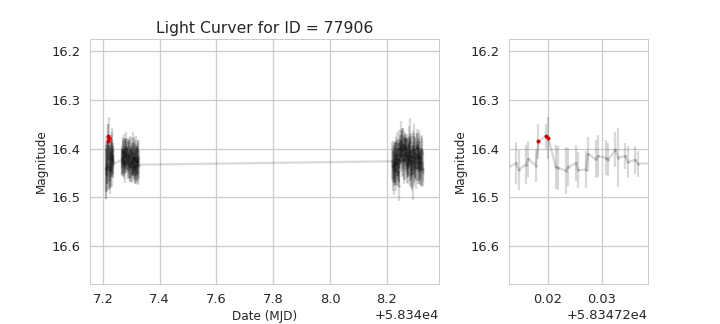 Light Curver for ID = 77906
Magnitude
16.2
16.3
16.4
16.5
16.6
7.2 7.4 7.6 7.8 8.0 8.2
Date (MJD) +5.834e4
Magnitude
16.2
16.3
16.4
16.5
16.6
0.02 0.03
+5.83472e4